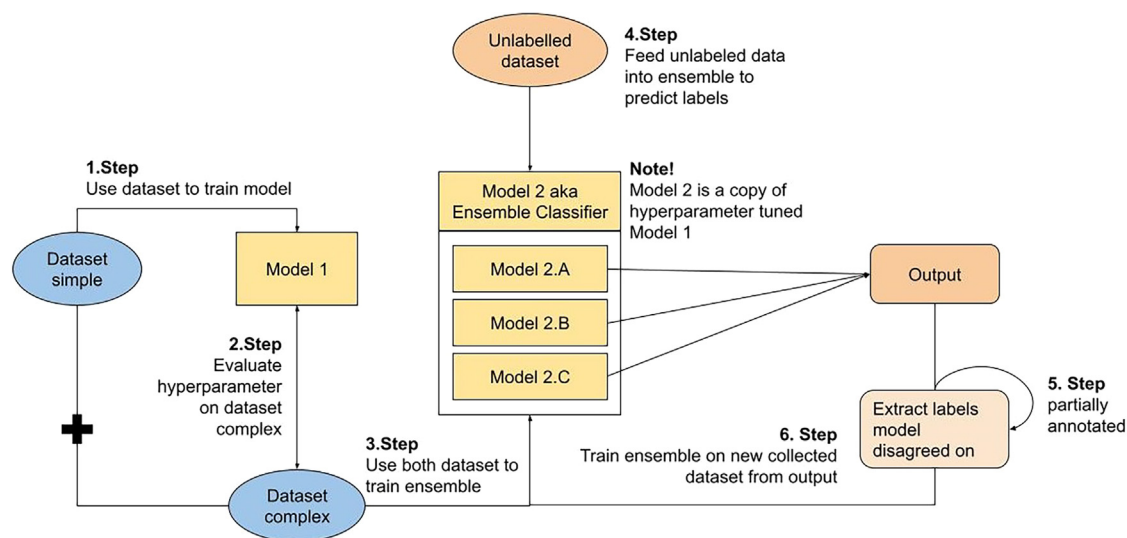 Unlabelled
dataset
4.Step
Feed unlabeled data
into ensemble to
predict labels
1.Step
Use dataset to train model
Dataset
simple
Model 1
2.Step
Evaluate
hyperparameter
on dataset
complex
Dataset
complex
3.Step
Use both dataset to
train ensemble
Model 2 aka
Ensemble Classifier
Model 2.A
Model 2.B
Model 2.C
Note!
Model 2 is a copy of
hyperparameter tuned
Model 1
Output
5. Step
partially
annotated
Extract labels
model
disagreed on
6. Step
Train ensemble on new collected
dataset from output